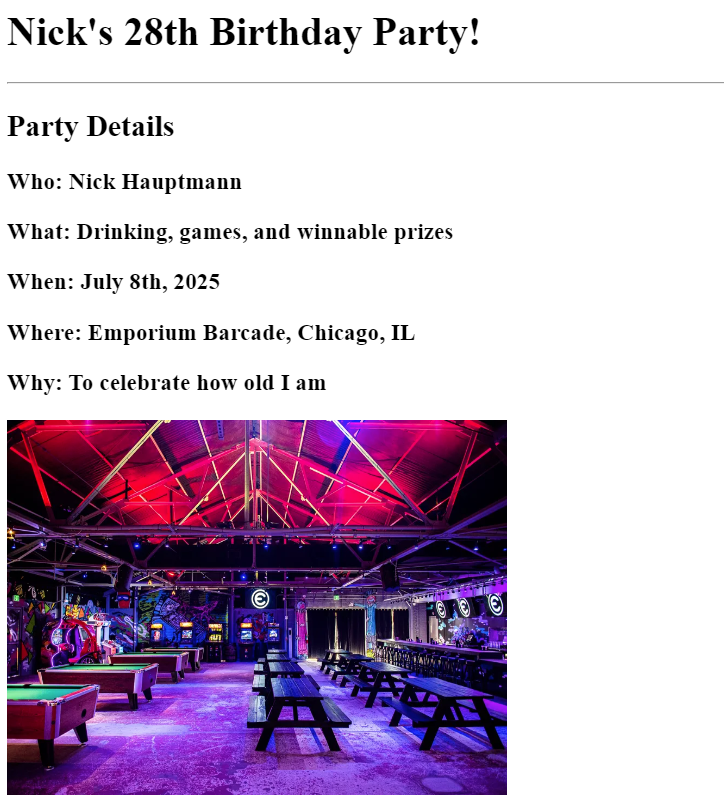 Nick's 28th Birthday Party!
Party Details
Who: Nick Hauptmann
What: Drinking, games, and winnable prizes
When: July 8th, 2025
Where: Emporium Barcade, Chicago, IL
Why: To celebrate how old I am